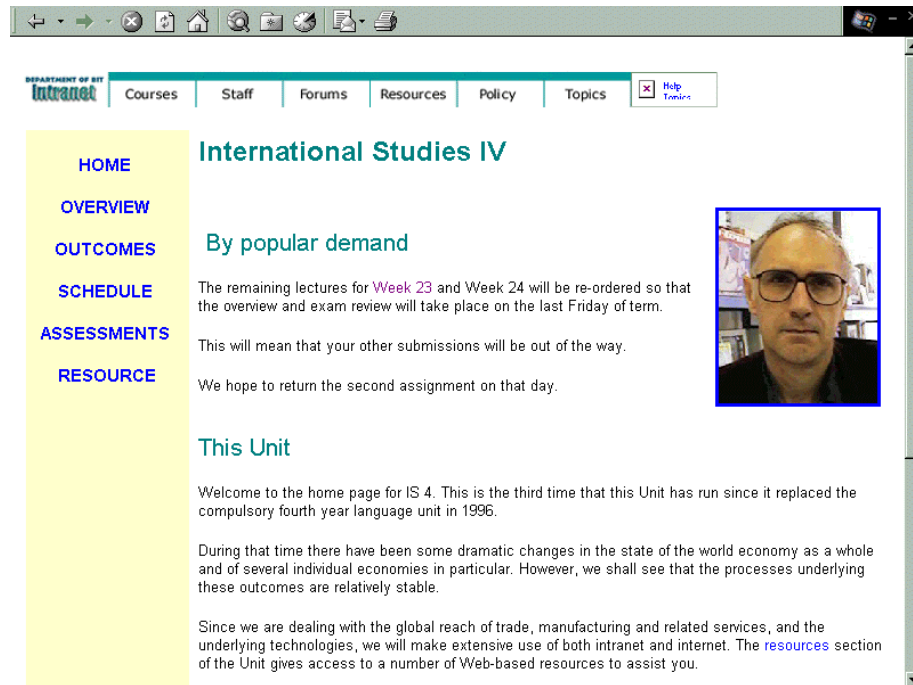 DEPARTMENT OF BIT
Intranet
Courses
Staff
Forums
Resources
Policy
Topics
Help
Topics
HOME
OVERVIEW
OUTCOMES
SCHEDULE
ASSESSMENTS
RESOURCE
International Studies IV
By popular demand
The remaining lectures for Week 23 and Week 24 will be re-ordered so that
the overview and exam review will take place on the last Friday of term.
This will mean that your other submissions will be out of the way.
We hope to return the second assignment on that day.
This Unit
Welcome to the home page for IS 4. This is the third time that this Unit has run since it replaced the
compulsory fourth year language unit in 1996.
During that time there have been some dramatic changes in the state of the world economy as a whole
and of several individual economies in particular. However, we shall see that the processes underlying
these outcomes are relatively stable.
Since we are dealing with the global reach of trade, manufacturing and related services, and the
underlying technologies, we will make extensive use of both intranet and internet. The resources section
of the Unit gives access to a number of Web-based resources to assist you.